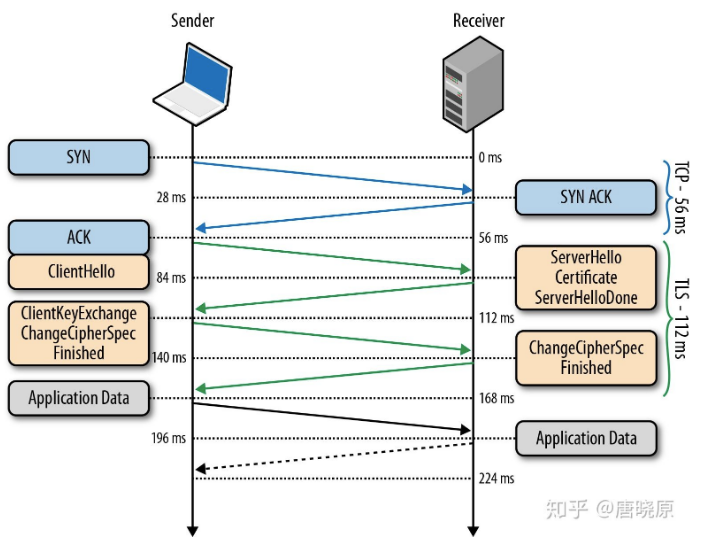 Sender
Receiver
SYN
0 ms
28 ms
SYN ACK
TCP - 56 ms
ACK
56 ms
ClientHello
84 ms
ServerHello
Certificate
ServerHelloDone
ClientKeyExchange
ChangeCipherSpec
Finished
112 ms
TLS - 112 ms
140 ms
ChangeCipherSpec
Finished
Application Data
168 ms
196 ms
Application Data
224 ms
知乎 @唐晓原